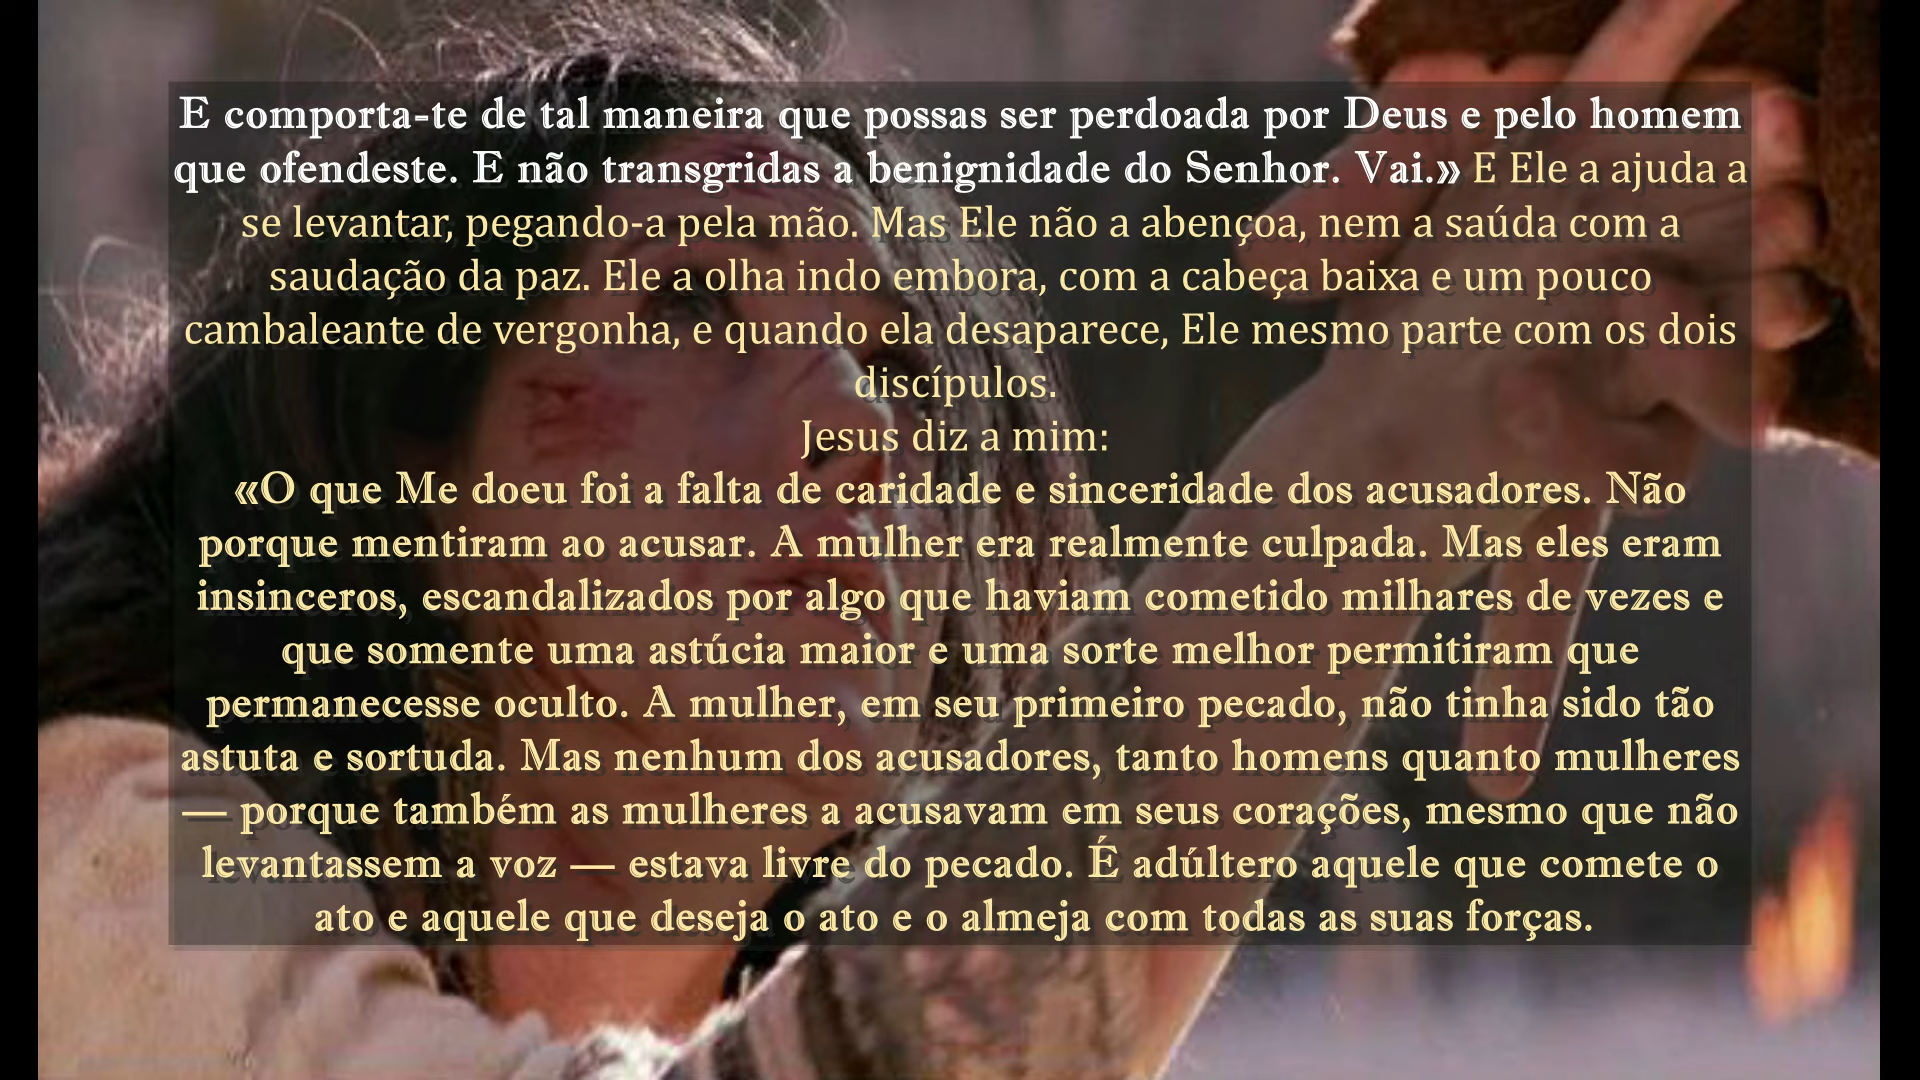 E comporta-te de tal maneira que possas ser perdoada por Deus e pelo homem
que ofendeste. E não transgridas a benignidade do Senhor. Vai.» E Ele a ajuda a
se levantar, pegando-a pela mão. Mas Ele não a abençoa, nem a saúda com a
saudação da paz. Ele a olha indo embora, com a cabeça baixa e um pouco
cambaleante de vergonha, e quando ela desaparece, Ele mesmo parte com os dois
discípulos.
Jesus diz a mim:
«O que Me doeu foi a falta de caridade e sinceridade dos acusadores. Não
porque mentiram ao acusar. A mulher era realmente culpada. Mas eles eram
insinceros, escandalizados por algo que haviam cometido milhares de vezes e
que somente uma astúcia maior e uma sorte melhor permitiram que
permanecesse oculto. A mulher, em seu primeiro pecado, não tinha sido tão
astuta e sortuda. Mas nenhum dos acusadores, tanto homens quanto mulheres
— porque também as mulheres a acusavam em seus corações, mesmo que não
levantassem a voz — estava livre do pecado. É adúltero aquele que comete o
ato e aquele que deseja o ato e o almeja com todas as suas forças.